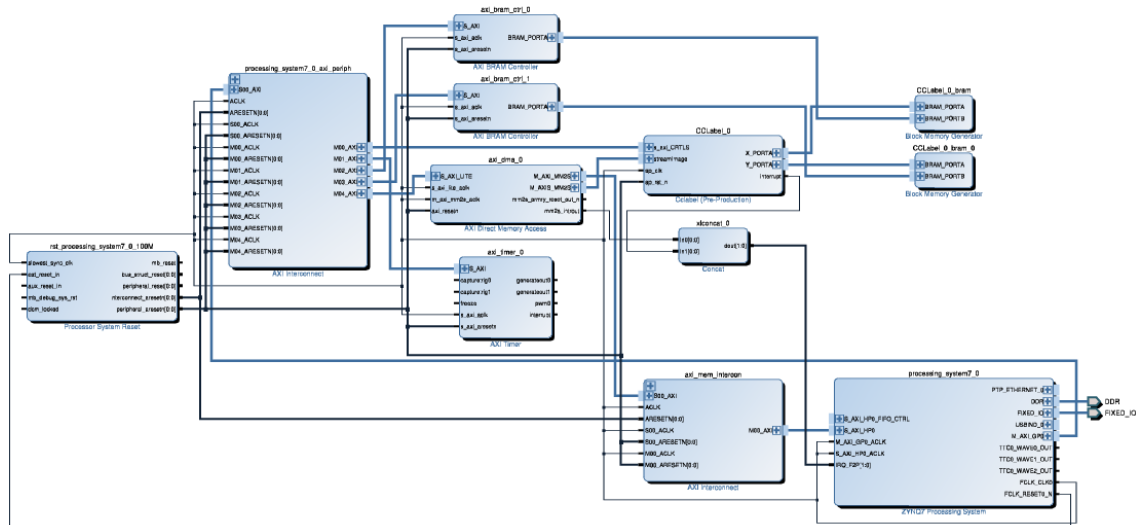 axi_bram_ctrl_0
S_AXI
s_axi_aclk
s_axi_aresetn
BRAM_PORTA
AXI BRAM Controller
axi_bram_ctrl_1
S_AXI
s_axi_aclk
s_axi_aresetn
BRAM_PORTA
AXI BRAM Controller
processing_system7_0_axi_periph
S00_AXI
ACLK
ARESETN[0:0]
S00_ACLK
S00_ARESETN[0:0]
M00_ACLK
M00_ARESETN[0:0]
M01_ACLK
M01_ARESETN[0:0]
M02_ACLK
M02_ARESETN[0:0]
M03_ACLK
M03_ARESETN[0:0]
M04_ACLK
M04_ARESETN[0:0]
M00_AXI
M01_AXI
M02_AXI
M03_AXI
M04_AXI
AXI Interconnect
CCLabel_0_bram
BRAM_PORTA
BRAM_PORTB
Block Memory Generator
CCLabel_0_bram_0
BRAM_PORTA
BRAM_PORTB
Block Memory Generator
CCLabel_0
s_axi_CRTLS
streamImage
ap_clk
ap_rst_n
X_PORTA
Y_PORTA
interrupt
Cclabel (Pre-Production)
axi_dma_0
S_AXI_LITE
s_axi_lite_aclk
m_axi_mm2s_aclk
axi_resetn
M_AXI_MM2S
M_AXIS_MM2S
mm2s_prmry_reset_out_n
mm2s_introut
AXI Direct Memory Access
xlconcat_0
In0[0:0]
In1[0:0]
dout[1:0]
Concat
rst_processing_system7_0_100M
slowest_sync_clk
ext_reset_in
aux_reset_in
mb_debug_sys_rst
dcm_locked
mb_reset
bus_struct_reset[0:0]
peripheral_reset[0:0]
interconnect_aresetn[0:0]
peripheral_aresetn[0:0]
Processor System Reset
axi_timer_0
S_AXI
capturetrig0
capturetrig1
freeze
s_axi_aclk
s_axi_aresetn
generateout0
generateout1
pwm0
interrupt
AXI Timer
axi_mem_intercon
S00_AXI
ACLK
ARESETN[0:0]
S00_ACLK
S00_ARESETN[0:0]
M00_ACLK
M00_ARESETN[0:0]
M00_AXI
AXI Interconnect
processing_system7_0
S_AXI_HP0_FIFO_CTRL
S_AXI_HP0
M_AXI_GP0_ACLK
S_AXI_HP0_ACLK
IRQ_F2P[1:0]
PTP_ETHERNET_0
DDR
FIXED_IO
USBIND_0
M_AXI_GP0
TTC0_WAVE0_OUT
TTC0_WAVE1_OUT
TTC0_WAVE2_OUT
FCLK_CLK0
FCLK_RESET0_N
ZYNQ7 Processing System
DDR
FIXED_IO